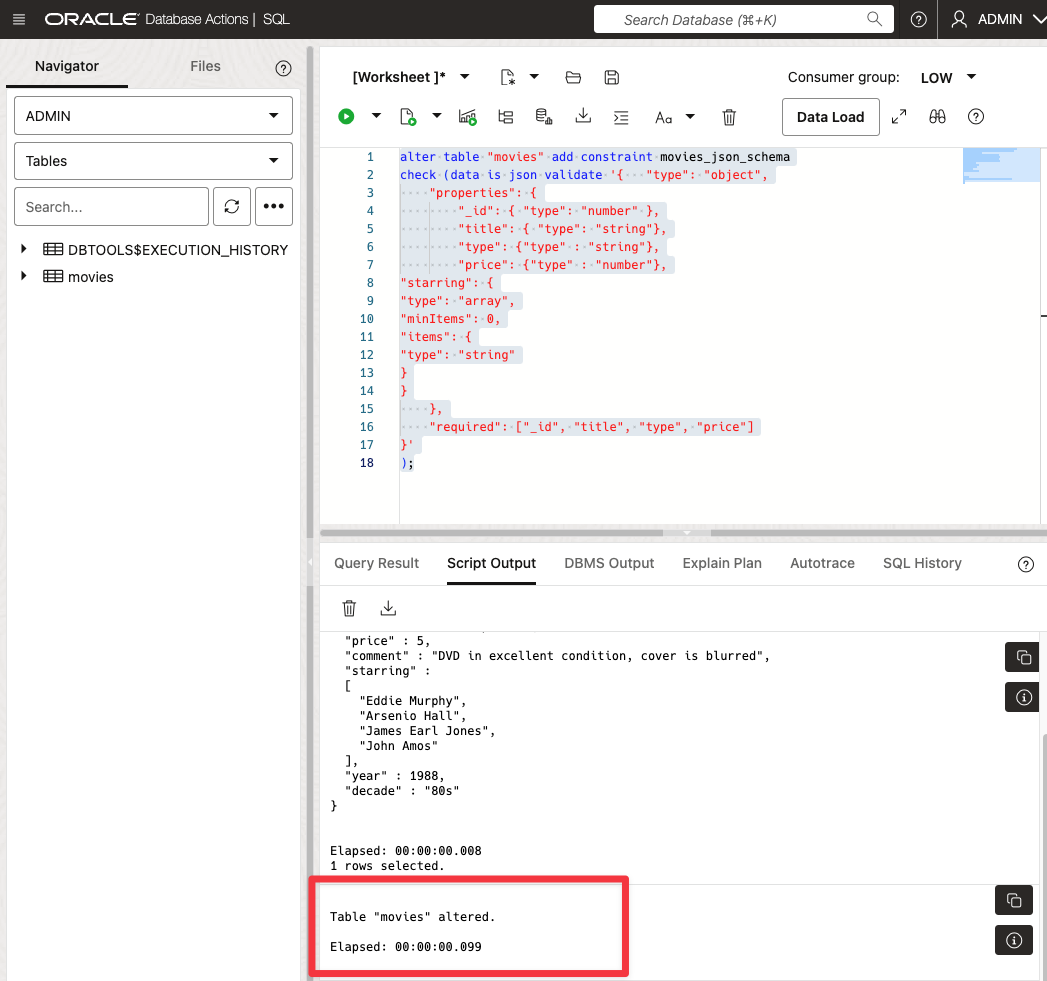 ORACLE Database Actions | SQL
Search Database (⌘+K)
ADMIN
Navigator
Files
ADMIN
Tables
Search...
DBTOOLS$EXECUTION_HISTORY
movies
[Worksheet ]*
Consumer group: LOW
Aa
Data Load
1 alter table "movies" add constraint movies_json_schema
2 check (data is json validate '{   "type": "object",
3     "properties": {
4         "_id": { "type": "number" },
5         "title": { "type": "string"},
6         "type": {"type" : "string"},
7         "price": {"type" : "number"},
8 "starring": {
9 "type": "array",
10 "minItems": 0,
11 "items": {
12 "type": "string"
13 }
14 }
15     },
16     "required": ["_id", "title", "type", "price"]
17 }'
18 );
Query Result
Script Output
DBMS Output
Explain Plan
Autotrace
SQL History
"price" : 5,
"comment" : "DVD in excellent condition, cover is blurred",
"starring" :
[
"Eddie Murphy",
"Arsenio Hall",
"James Earl Jones",
"John Amos"
],
"year" : 1988,
"decade" : "80s"
}
Elapsed: 00:00:00.008
1 rows selected.
Table "movies" altered.
Elapsed: 00:00:00.099